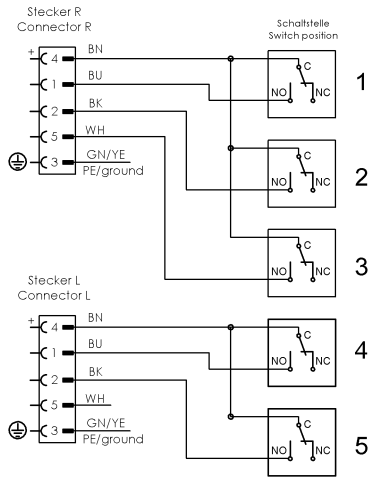 Stecker R
Connector R
Schaltstelle
Switch position
+ 4 BN
1 BU
2 BK
5 WH
3 GN/YE
PE/ground
C
NO NC
1
C
NO NC
2
C
NO NC
3
Stecker L
Connector L
+ 4 BN
1 BU
2 BK
5 WH
3 GN/YE
PE/ground
C
NO NC
4
C
NO NC
5